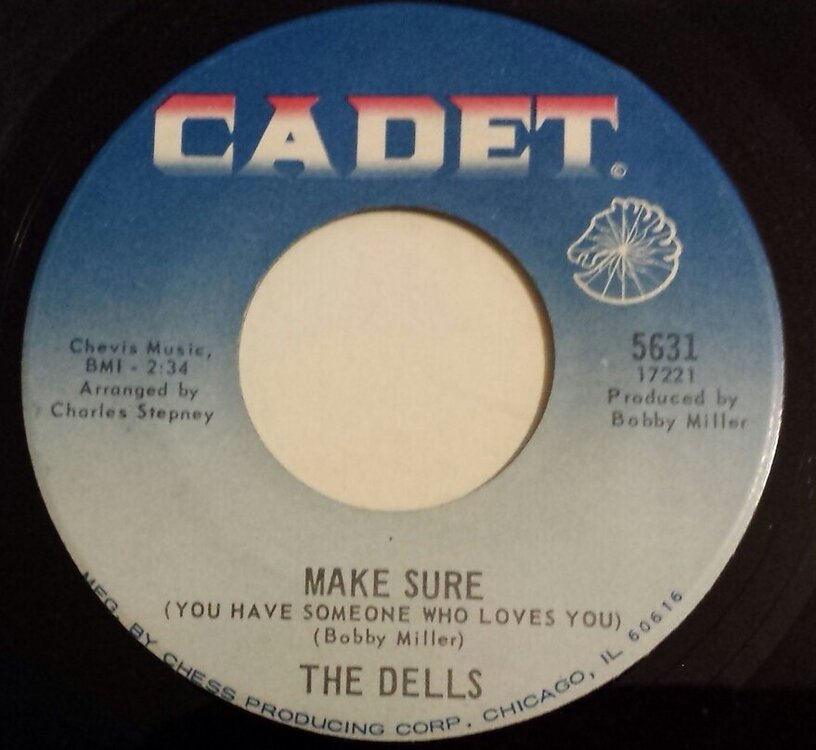 CADET
©
Chevis Music,
BMI - 2:34
Arranged by
Charles Stepney
5631
17221
Produced by
Bobby Miller
MAKE SURE
(YOU HAVE SOMEONE WHO LOVES YOU)
(Bobby Miller)
THE DELLS
MFG. BY CHESS PRODUCING CORP., CHICAGO, IL 60616